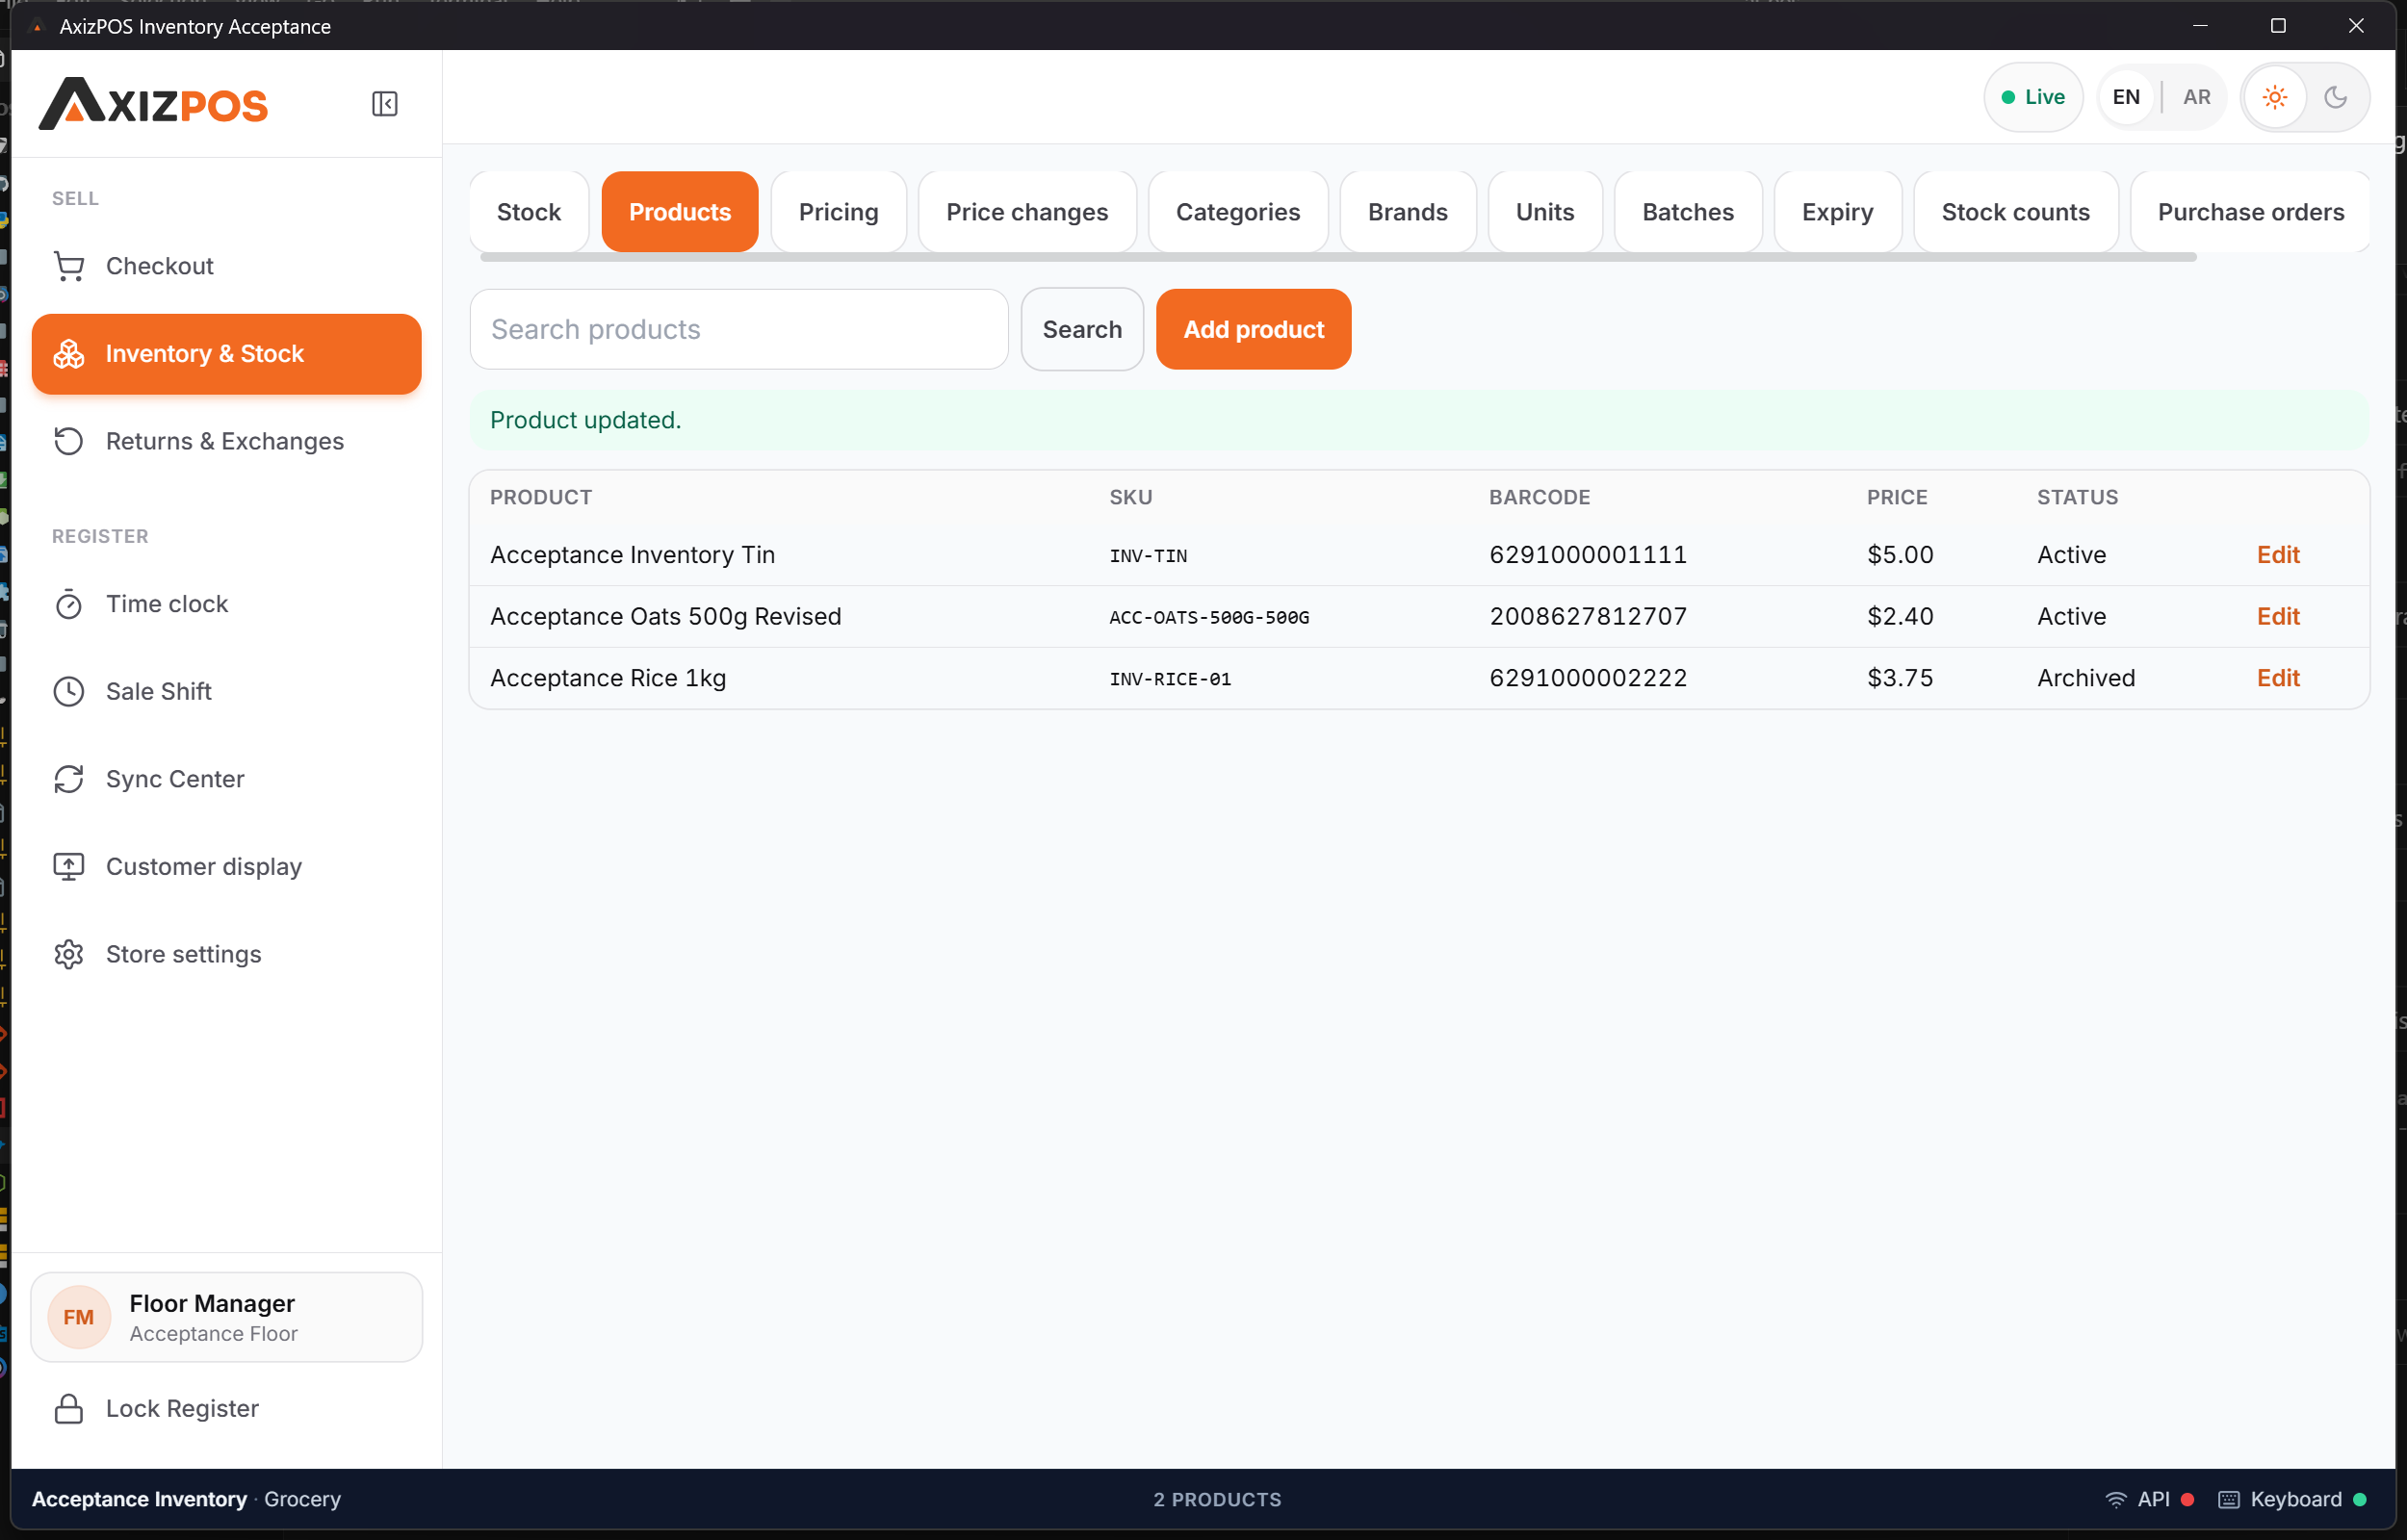 AxizPOS Inventory Acceptance
AXIZPOS
Live
EN
AR
SELL
Checkout
Inventory & Stock
Returns & Exchanges
REGISTER
Time clock
Sale Shift
Sync Center
Customer display
Store settings
FM
Floor Manager
Acceptance Floor
Lock Register
Stock
Products
Pricing
Price changes
Categories
Brands
Units
Batches
Expiry
Stock counts
Purchase orders
Search products
Search
Add product
Product updated.
PRODUCT SKU BARCODE PRICE STATUS
Acceptance Inventory Tin INV-TIN 6291000001111 $5.00 Active Edit
Acceptance Oats 500g Revised ACC-OATS-500G-500G 2008627812707 $2.40 Active Edit
Acceptance Rice 1kg INV-RICE-01 6291000002222 $3.75 Archived Edit
Acceptance Inventory · Grocery
2 PRODUCTS
API
Keyboard